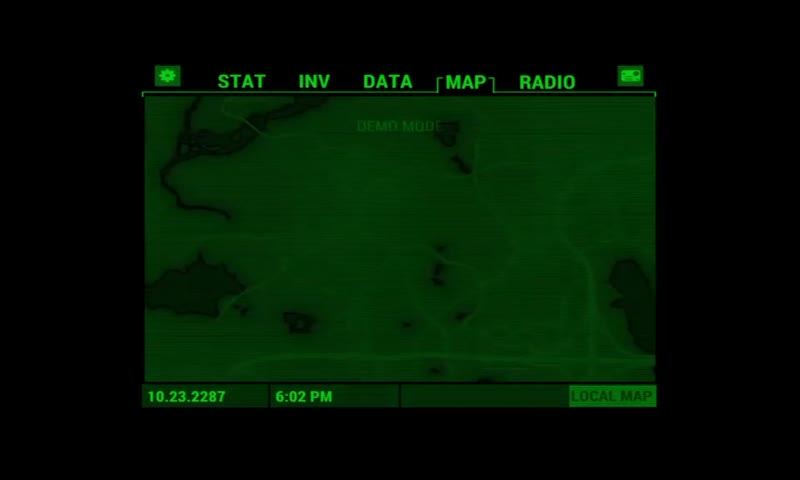 STAT INV DATA MAP RADIO
DEMO MODE
10.23.2287 6:02 PM LOCAL MAP